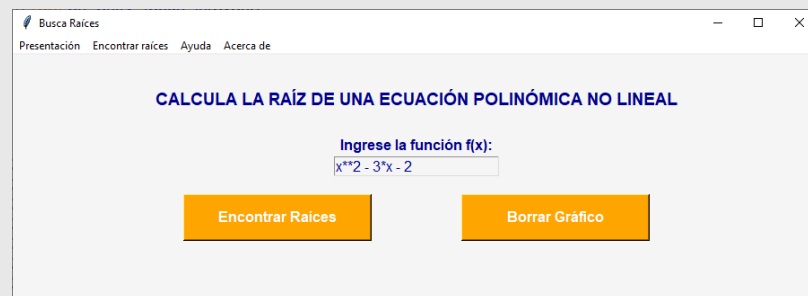 Busca Raíces
Presentación Encontrar raíces Ayuda Acerca de
CALCULA LA RAÍZ DE UNA ECUACIÓN POLINÓMICA NO LINEAL
Ingrese la función f(x):
x**2 - 3*x - 2
Encontrar Raíces Borrar Gráfico